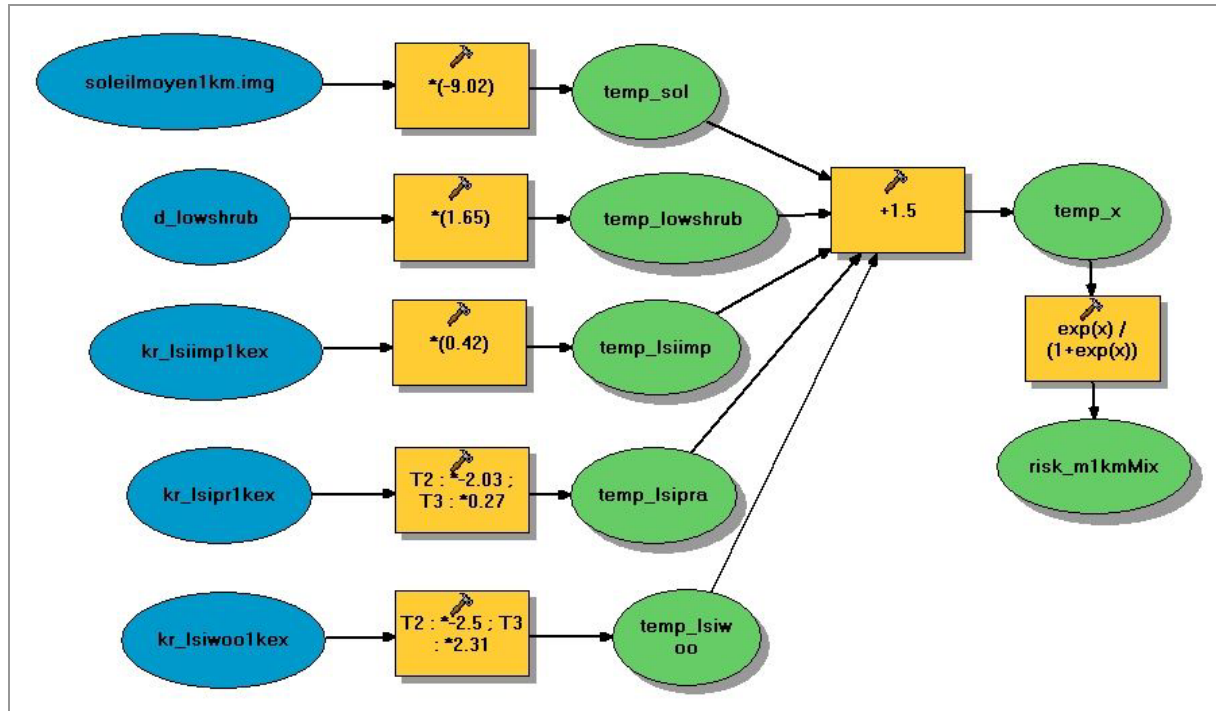 soleilmoyen1km.img
*(-9.02)
temp_sol
d_lowshrub
*(1.65)
temp_lowshrub
+1.5
temp_x
kr_lsiimp1kex
*(0.42)
temp_lsiimp
exp(x) /
(1+exp(x))
kr_lsipr1kex
T2 : *-2.03 ;
T3 : *0.27
temp_lsipra
risk_m1kmMix
kr_lsiwoo1kex
T2 : *-2.5 ; T3
: *2.31
temp_lsiw
oo